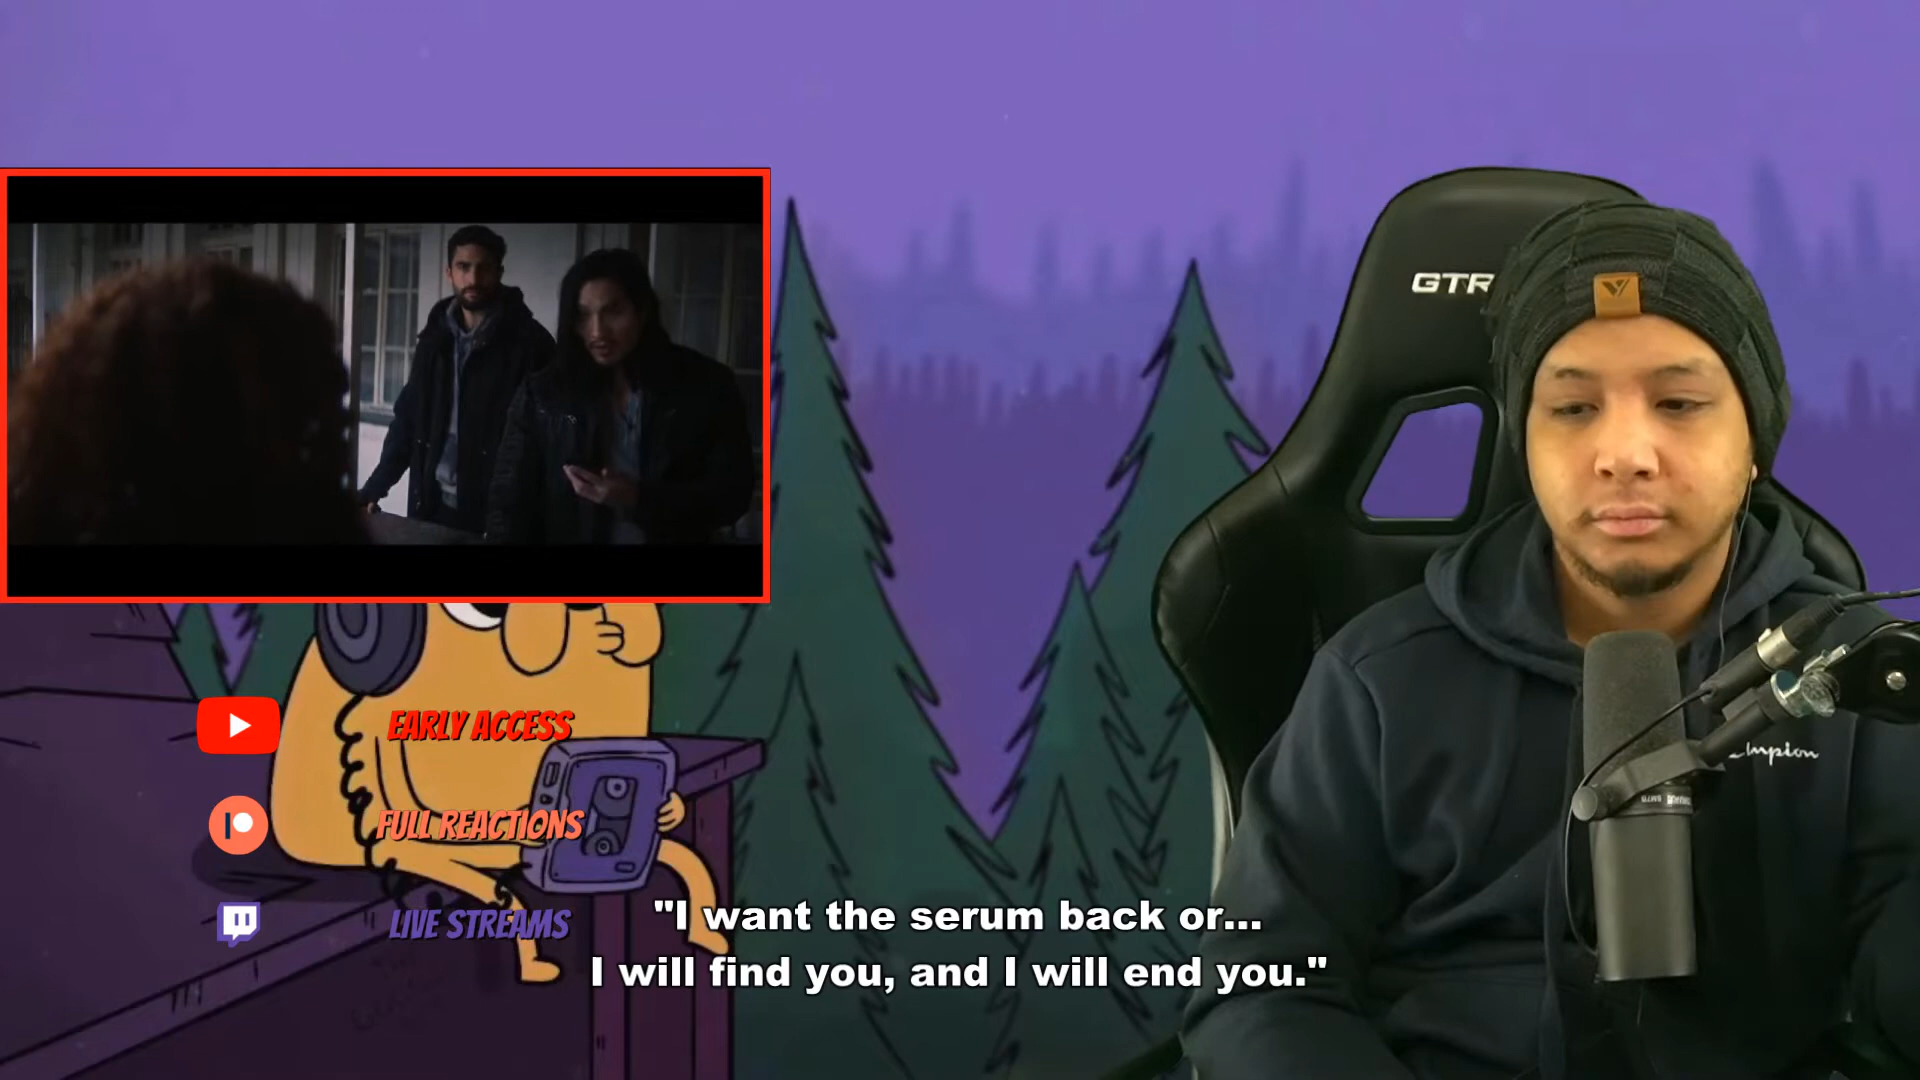 GTR
EARLY ACCESS
FULL REACTIONS
LIVE STREAMS
"I want the serum back or...
I will find you, and I will end you."